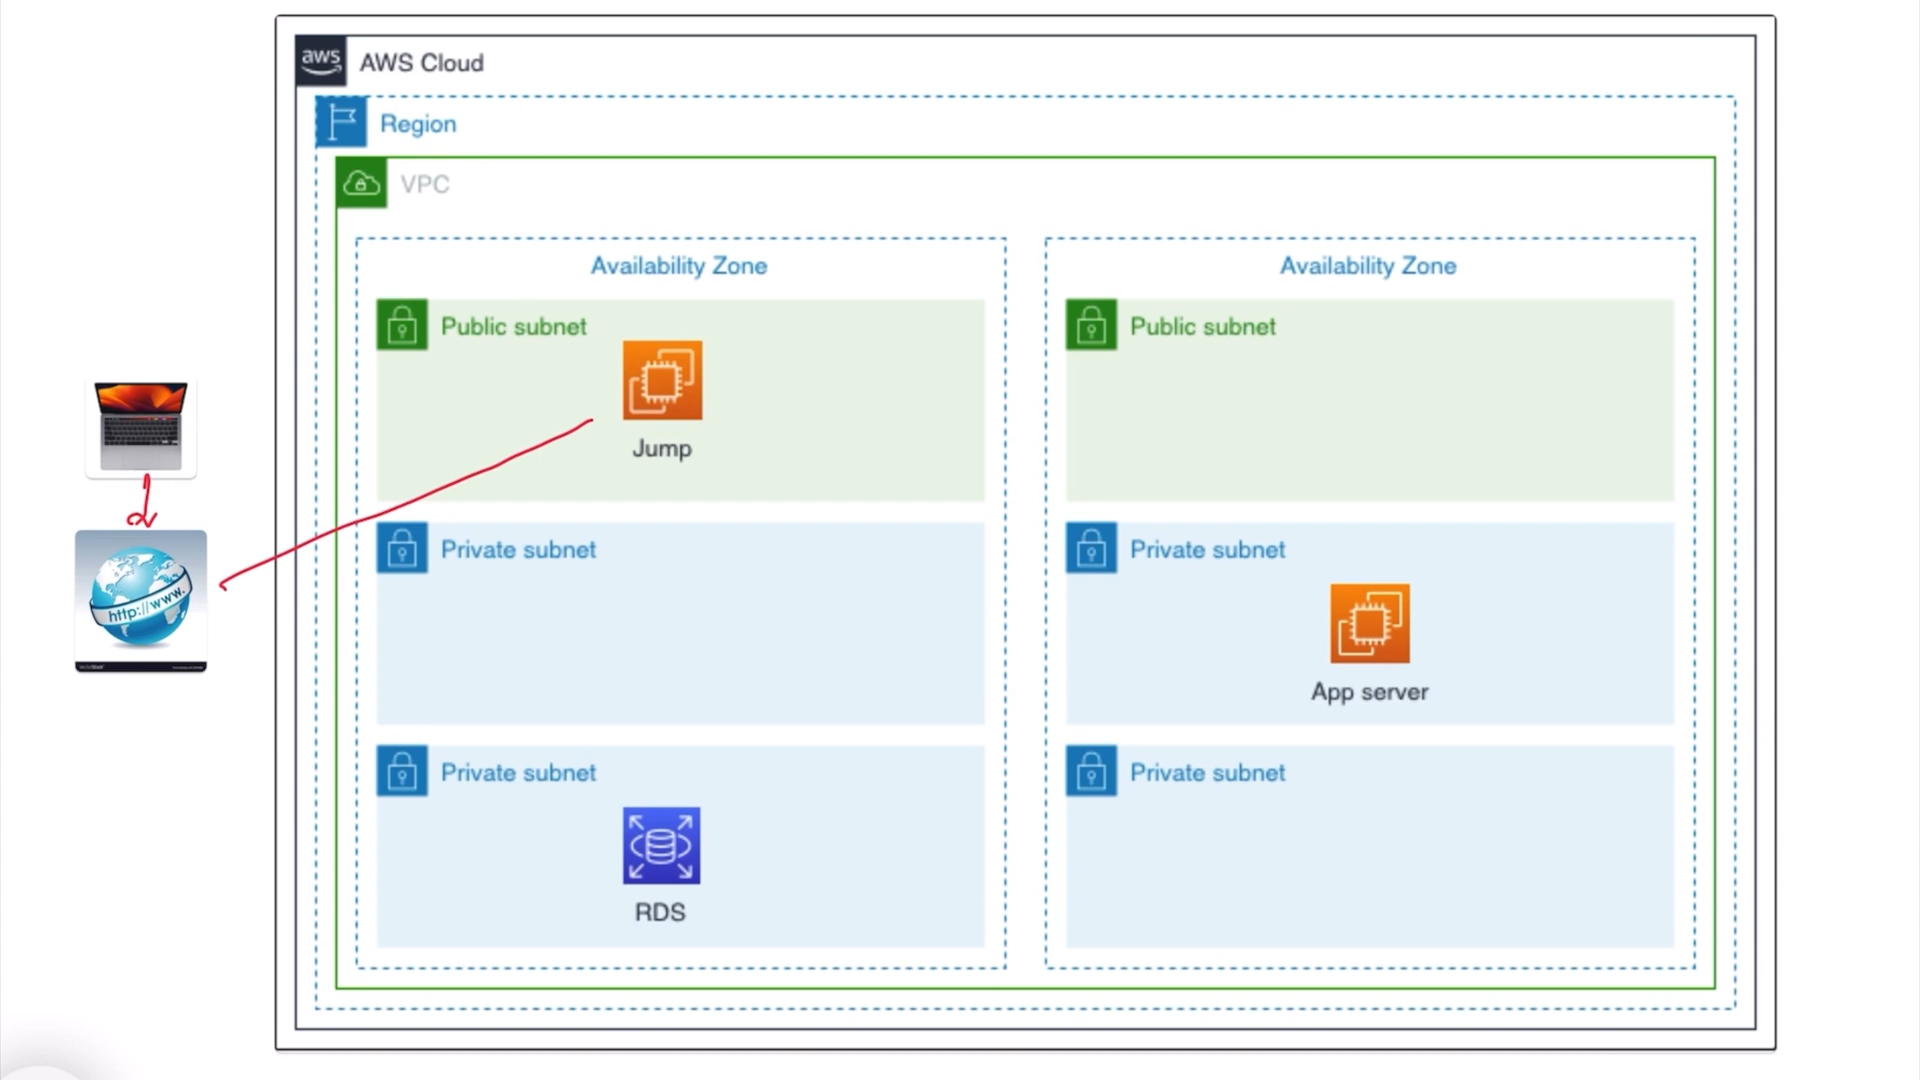 aws
AWS Cloud
Region
VPC
Availability Zone
Public subnet
Jump
Private subnet
Private subnet
RDS
Availability Zone
Public subnet
Private subnet
App server
Private subnet
http://www.